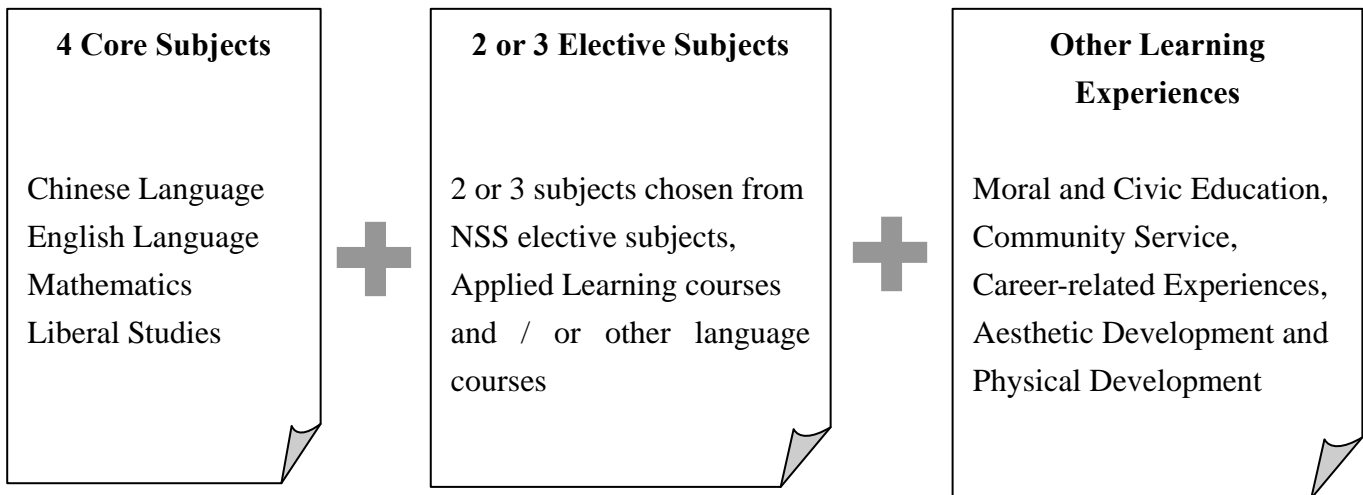 4 Core Subjects
Chinese Language
English Language
Mathematics
Liberal Studies
2 or 3 Elective Subjects
2 or 3 subjects chosen from
NSS elective subjects,
Applied Learning courses
and / or other language
courses
Other Learning
Experiences
Moral and Civic Education,
Community Service,
Career-related Experiences,
Aesthetic Development and
Physical Development